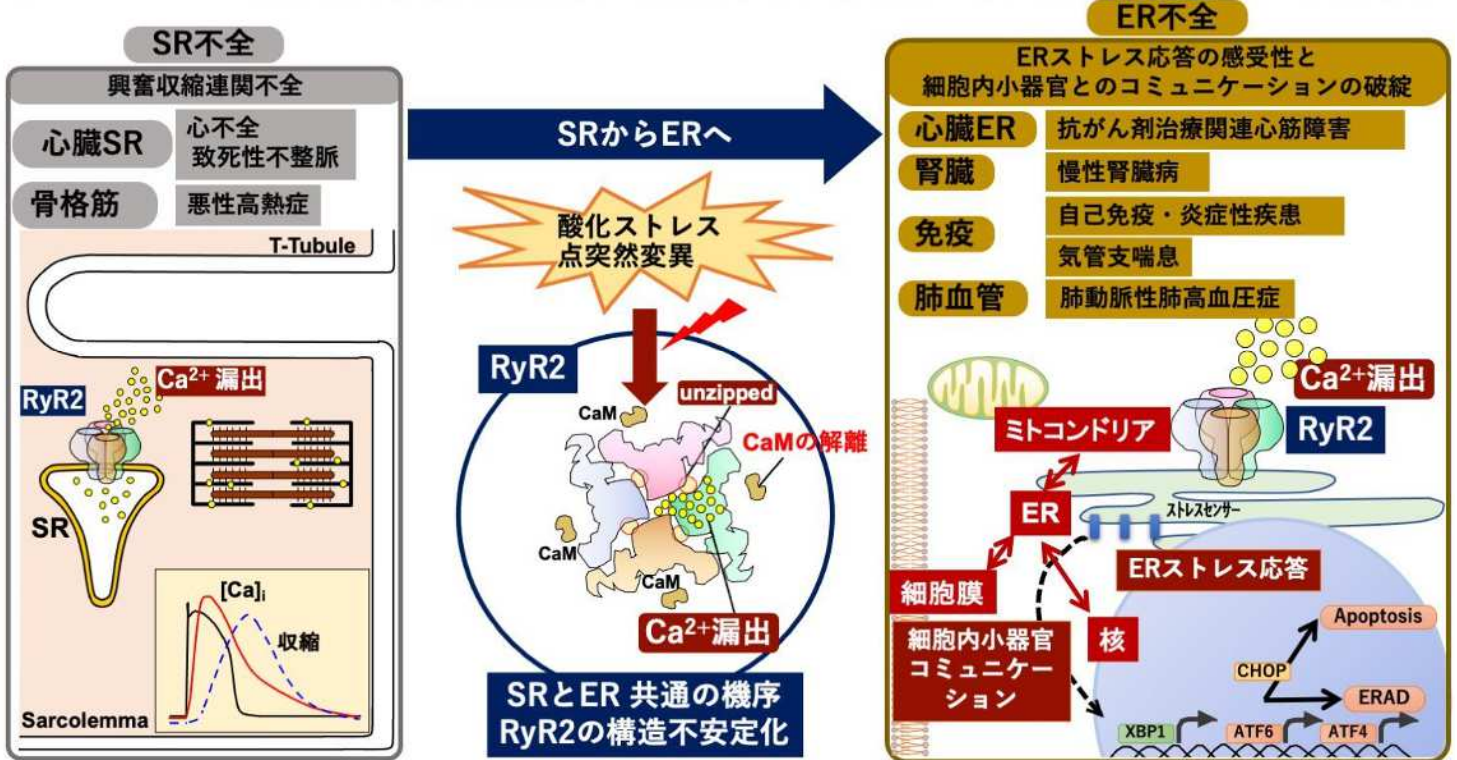 SR不全
興奮収縮連関不全
心臓SR
心不全
致死性不整脈
骨格筋
悪性高熱症
T-Tubule
RyR2
Ca²⁺漏出
SR
[Ca]ᵢ
収縮
Sarcolemma
SRからERへ
酸化ストレス
点突然変異
RyR2
CaM
unzipped
CaMの解離
CaM
CaM
Ca²⁺漏出
SRとER 共通の機序
RyR2の構造不安定化
ER不全
ERストレス応答の感受性と
細胞内小器官とのコミュニケーションの破綻
心臓ER
抗がん剤治療関連心筋障害
腎臓
慢性腎臓病
免疫
自己免疫・炎症性疾患
気管支喘息
肺血管
肺動脈性肺高血圧症
Ca²⁺漏出
RyR2
ミトコンドリア
ER
ストレスセンサー
ERストレス応答
細胞膜
核
細胞内小器官
コミュニケー
ション
Apoptosis
CHOP
ERAD
XBP1
ATF6
ATF4